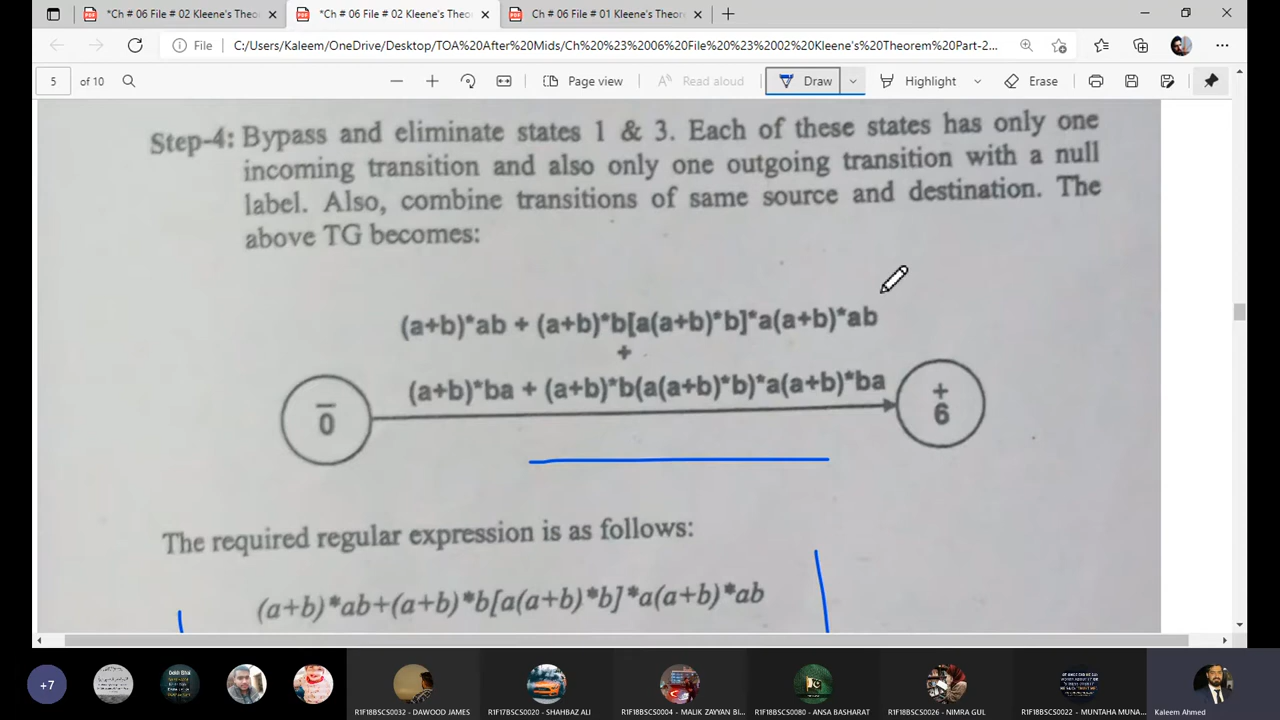 *Ch # 06 File # 02 Kleene's Theo
*Ch # 06 File # 02 Kleene's Theor
Ch # 06 File # 01 Kleene's Theory
File
C:/Users/Kaleem/OneDrive/Desktop/TOA%20After%20Mids/Ch%20%23%2006%20File%20%23%2002%20Kleene's%20Theorem%20Part-2...
5 of 10
Page view
Read aloud
Draw
Highlight
Erase
Step-4: Bypass and eliminate states 1 & 3. Each of these states has only one
incoming transition and also only one outgoing transition with a null
label. Also, combine transitions of same source and destination. The
above TG becomes:
(a+b)*ab + (a+b)*b[a(a+b)*b]*a(a+b)*ab
+
(a+b)*ba + (a+b)*b(a(a+b)*b)*a(a+b)*ba
−
0
+
6
The required regular expression is as follows:
(a+b)*ab+(a+b)*b[a(a+b)*b]*a(a+b)*ab
+7
R1F18BSCS0032 - DAWOOD JAMES
R1F17BSCS0020 - SHAHBAZ ALI
R1F18BSCS0004 - MALIK ZAYYAN BI...
R1F18BSCS0080 - ANSA BASHARAT
R1F18BSCS0026 - NIMRA GUL
R1F18BSCS0022 - MUNTAHA MUNA...
Kaleem Ahmed